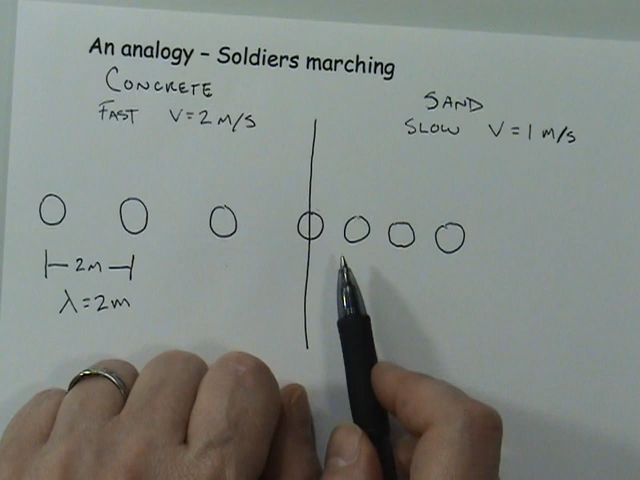 An analogy – Soldiers marching
CONCRETE
FAST V=2 M/S
SAND
SLOW V=1 M/S
2M
λ=2M